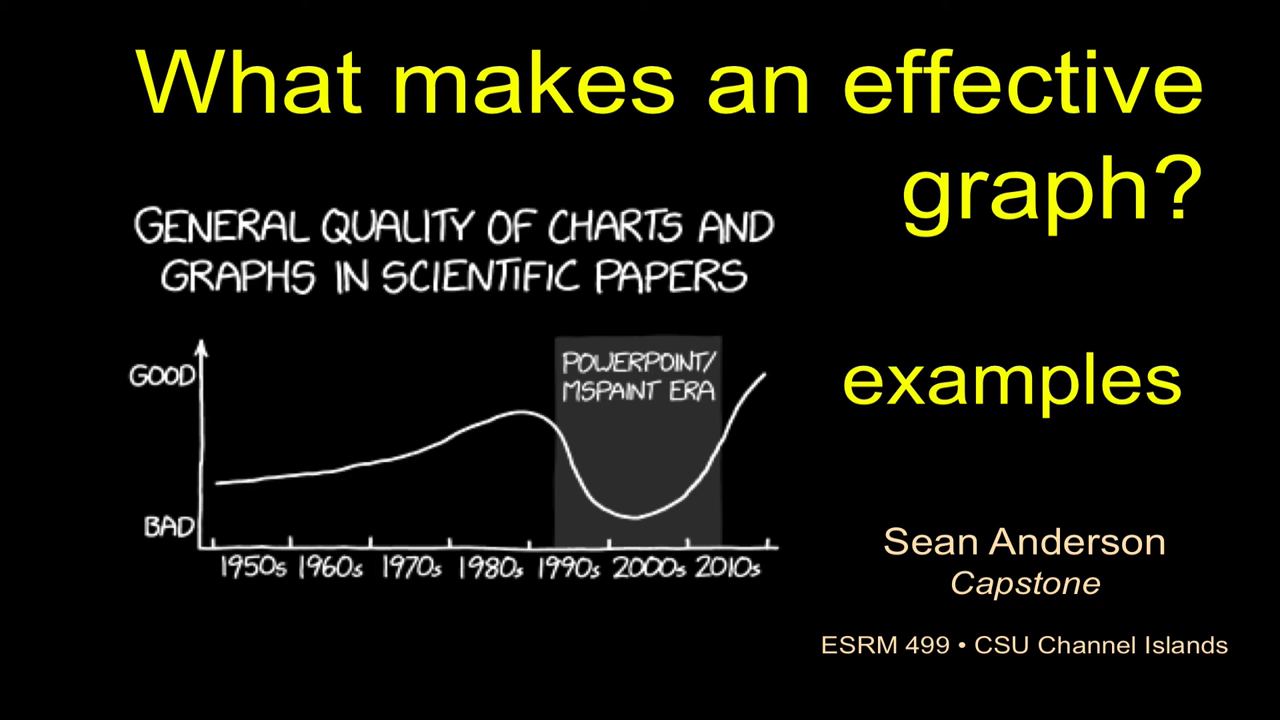 What makes an effective
graph?
GENERAL QUALITY OF CHARTS AND
GRAPHS IN SCIENTIFIC PAPERS
GOOD
BAD
POWERPOINT/
MSPAINT ERA
1950s 1960s 1970s 1980s 1990s 2000s 2010s
examples
Sean Anderson
Capstone
ESRM 499 • CSU Channel Islands